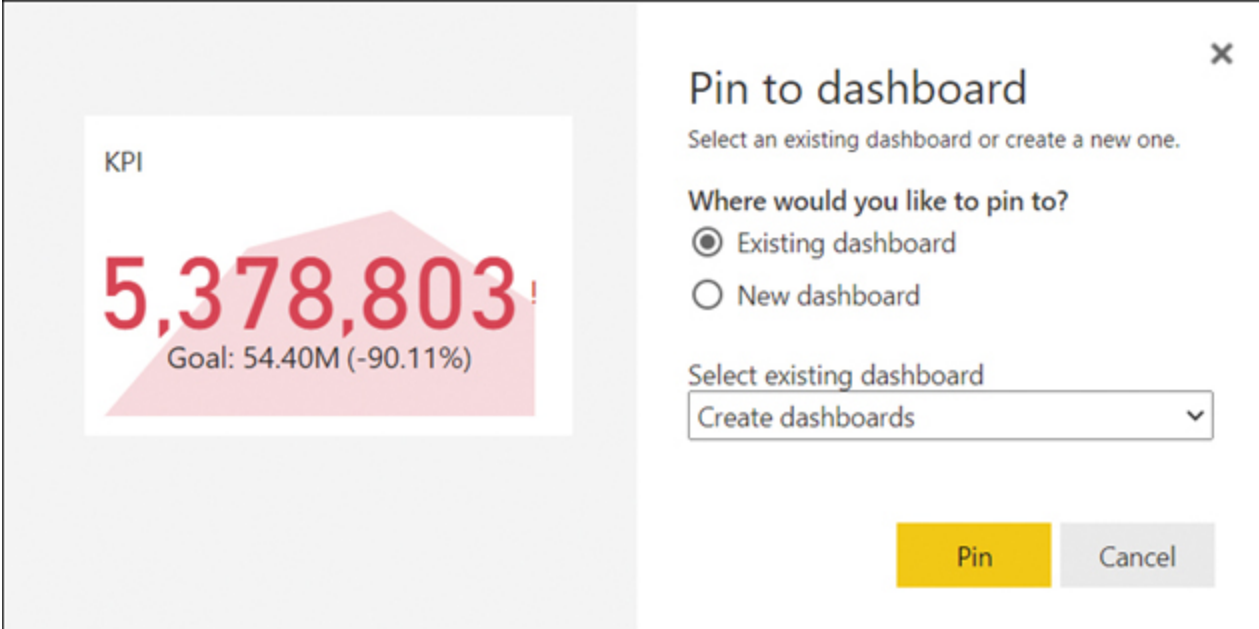 KPI
5,378,803 !
Goal: 54.40M (-90.11%)
Pin to dashboard
Select an existing dashboard or create a new one.
Where would you like to pin to?
Existing dashboard
New dashboard
Select existing dashboard
Create dashboards
Pin
Cancel